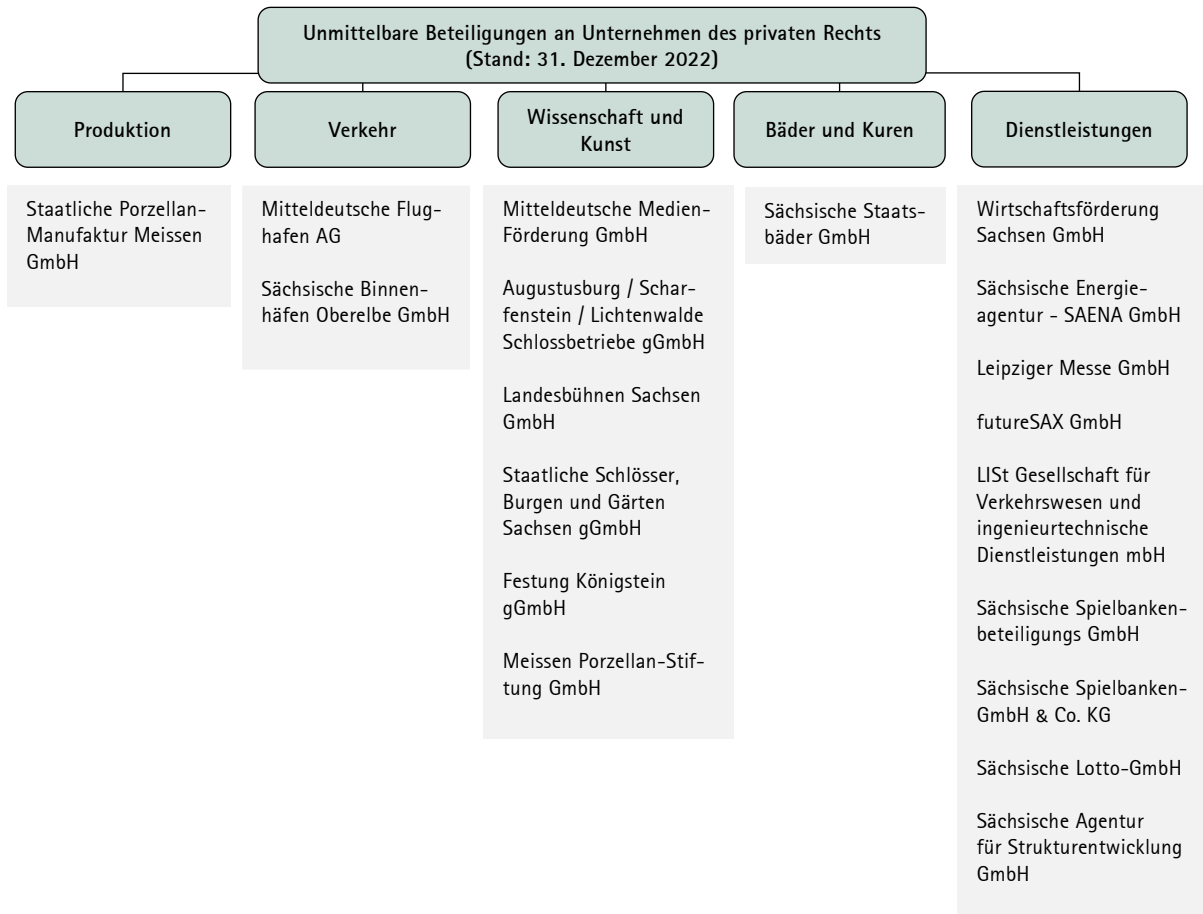 Unmittelbare Beteiligungen an Unternehmen des privaten Rechts
(Stand: 31. Dezember 2022)
Produktion
Staatliche Porzellan-
Manufaktur Meissen
GmbH
Verkehr
Mitteldeutsche Flug-
hafen AG
Sächsische Binnen-
häfen Oberelbe GmbH
Wissenschaft und
Kunst
Mitteldeutsche Medien-
Förderung GmbH
Augustusburg / Schar-
fenstein / Lichtenwalde
Schlossbetriebe gGmbH
Landesbühnen Sachsen
GmbH
Staatliche Schlösser,
Burgen und Gärten
Sachsen gGmbH
Festung Königstein
gGmbH
Meissen Porzellan-Stif-
tung GmbH
Bäder und Kuren
Sächsische Staats-
bäder GmbH
Dienstleistungen
Wirtschaftsförderung
Sachsen GmbH
Sächsische Energie-
agentur - SAENA GmbH
Leipziger Messe GmbH
futureSAX GmbH
LISt Gesellschaft für
Verkehrswesen und
ingenieurtechnische
Dienstleistungen mbH
Sächsische Spielbanken-
beteiligungs GmbH
Sächsische Spielbanken-
GmbH & Co. KG
Sächsische Lotto-GmbH
Sächsische Agentur
für Strukturentwicklung
GmbH